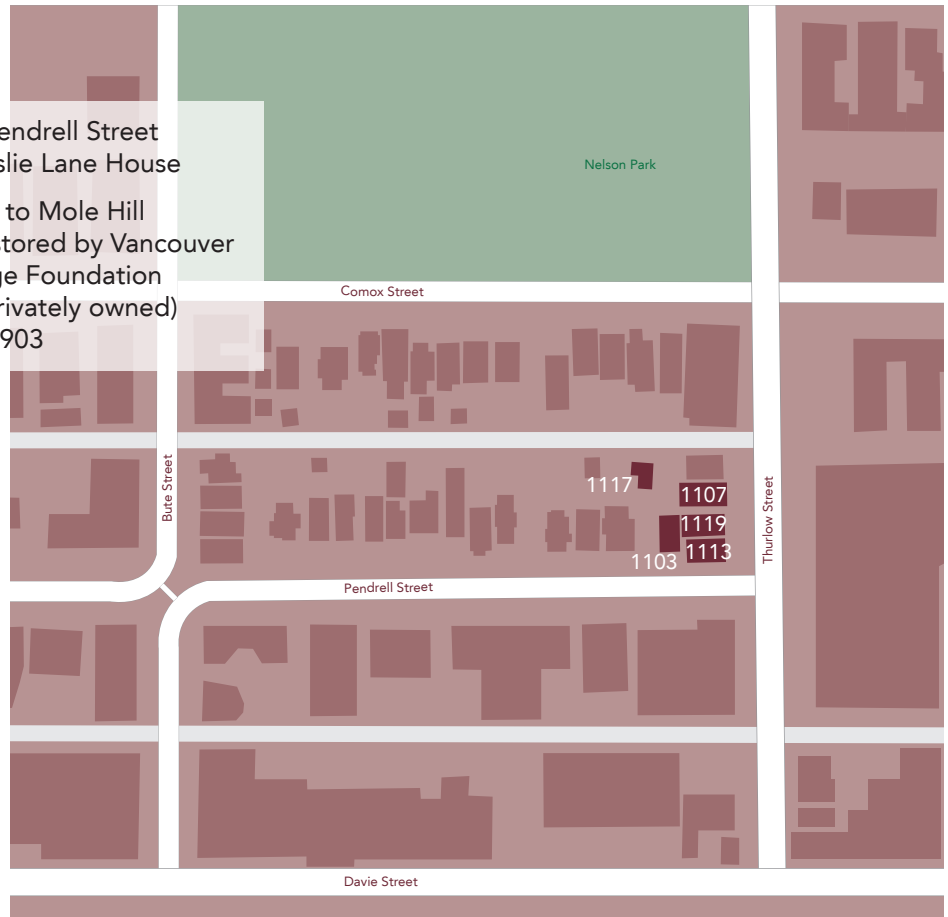 endrell Street
slie Lane House
to Mole Hill
stored by Vancouver
ge Foundation
rivately owned)
903
Nelson Park
Comox Street
Bute Street
Thurlow Street
1117
1107
1119
1103
1113
Pendrell Street
Davie Street